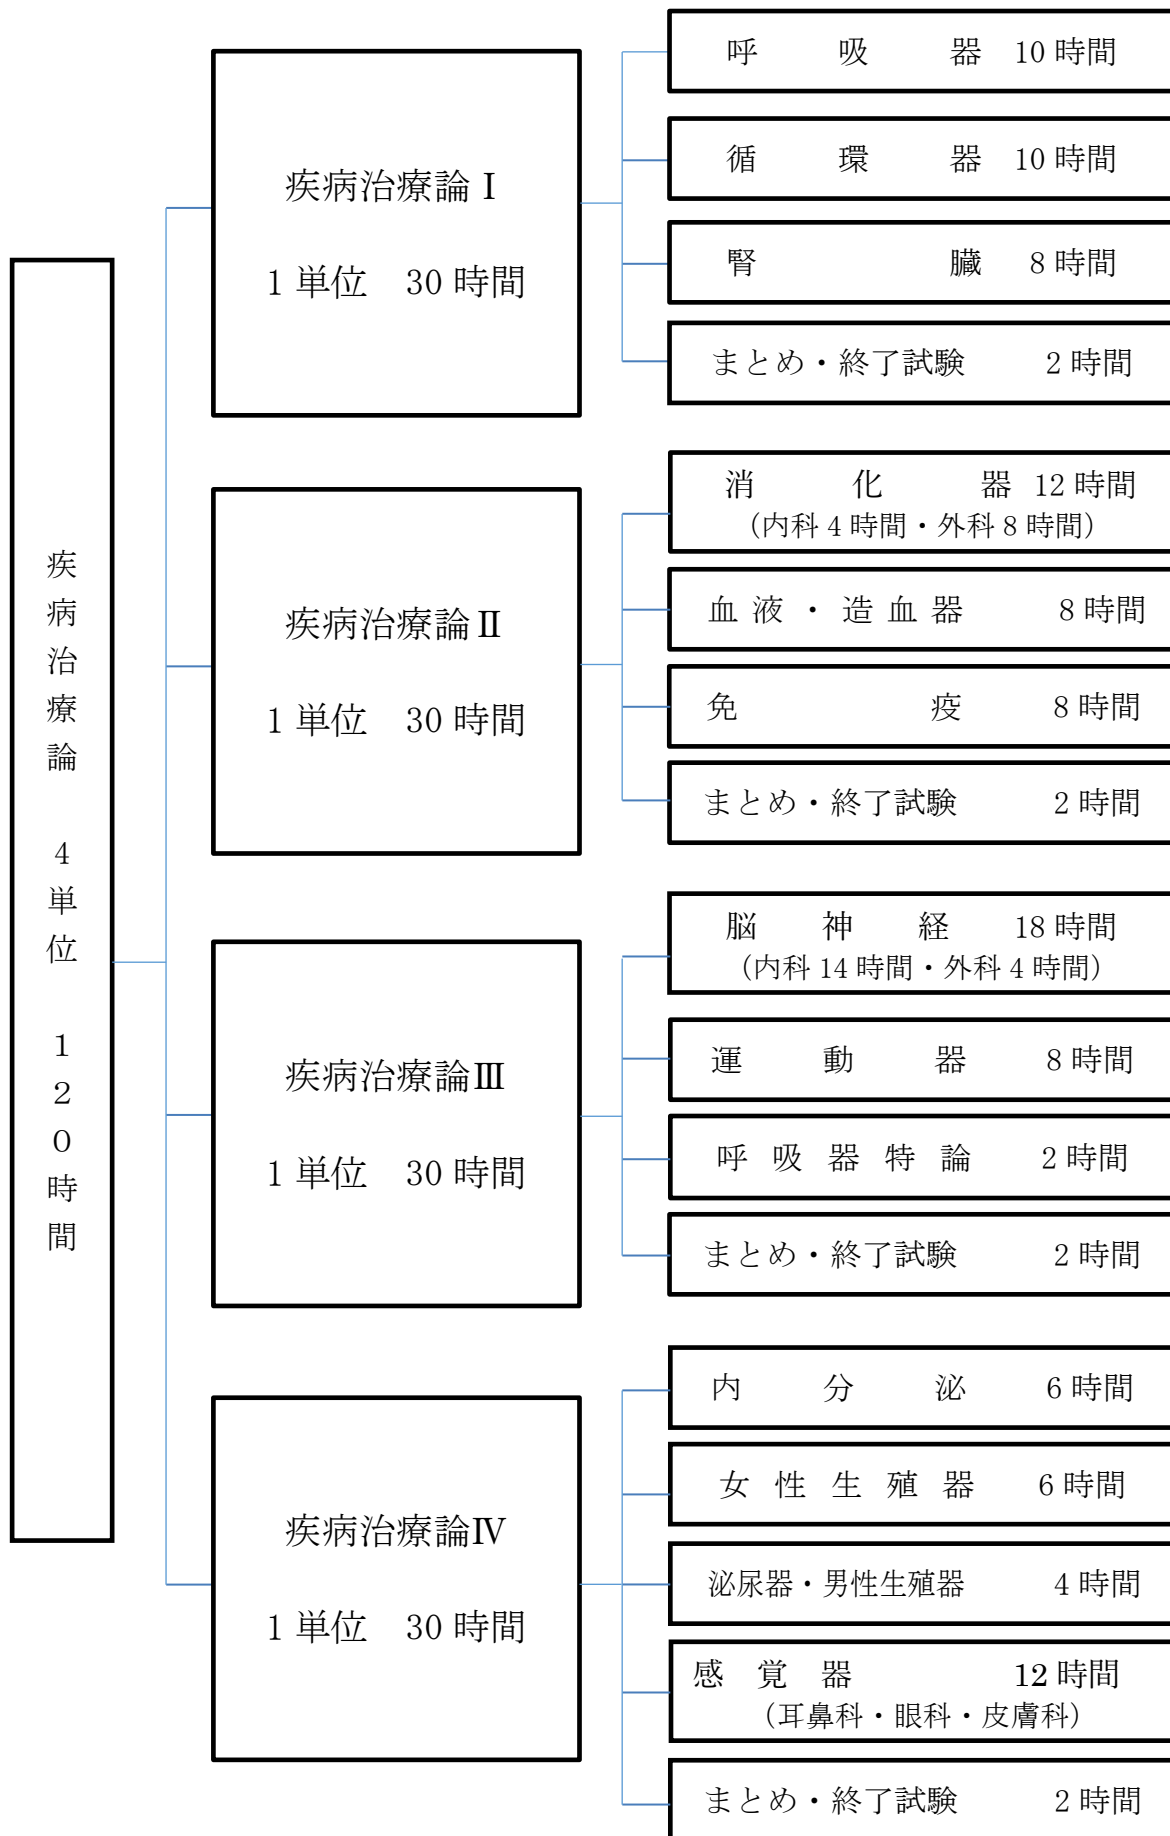 疾病治療論　4単位　120時間
疾病治療論Ⅰ
1単位　30時間
呼吸器 10時間
循環器 10時間
腎臓 8時間
まとめ・終了試験 2時間
疾病治療論Ⅱ
1単位　30時間
消化器 12時間
（内科4時間・外科8時間）
血液・造血器 8時間
免疫 8時間
まとめ・終了試験 2時間
疾病治療論Ⅲ
1単位　30時間
脳神経 18時間
（内科14時間・外科4時間）
運動器 8時間
呼吸器特論 2時間
まとめ・終了試験 2時間
疾病治療論Ⅳ
1単位　30時間
内分泌 6時間
女性生殖器 6時間
泌尿器・男性生殖器 4時間
感覚器 12時間
（耳鼻科・眼科・皮膚科）
まとめ・終了試験 2時間